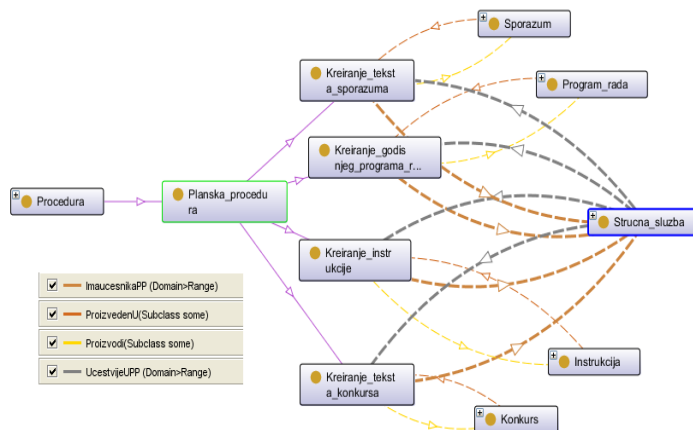 Sporazum
Kreiranje_tekst
a_sporazuma
Program_rada
Kreiranje_godis
njeg_programa_r...
Procedura
Planska_procedu
ra
Strucna_sluzba
Kreiranje_instr
ukcije
ImaucesnikaPP (Domain>Range)
ProizvedenU(Subclass some)
Proizvodi(Subclass some)
UcestvijeUPP (Domain>Range)
Instrukcija
Kreiranje_tekst
a_konkursa
Konkurs